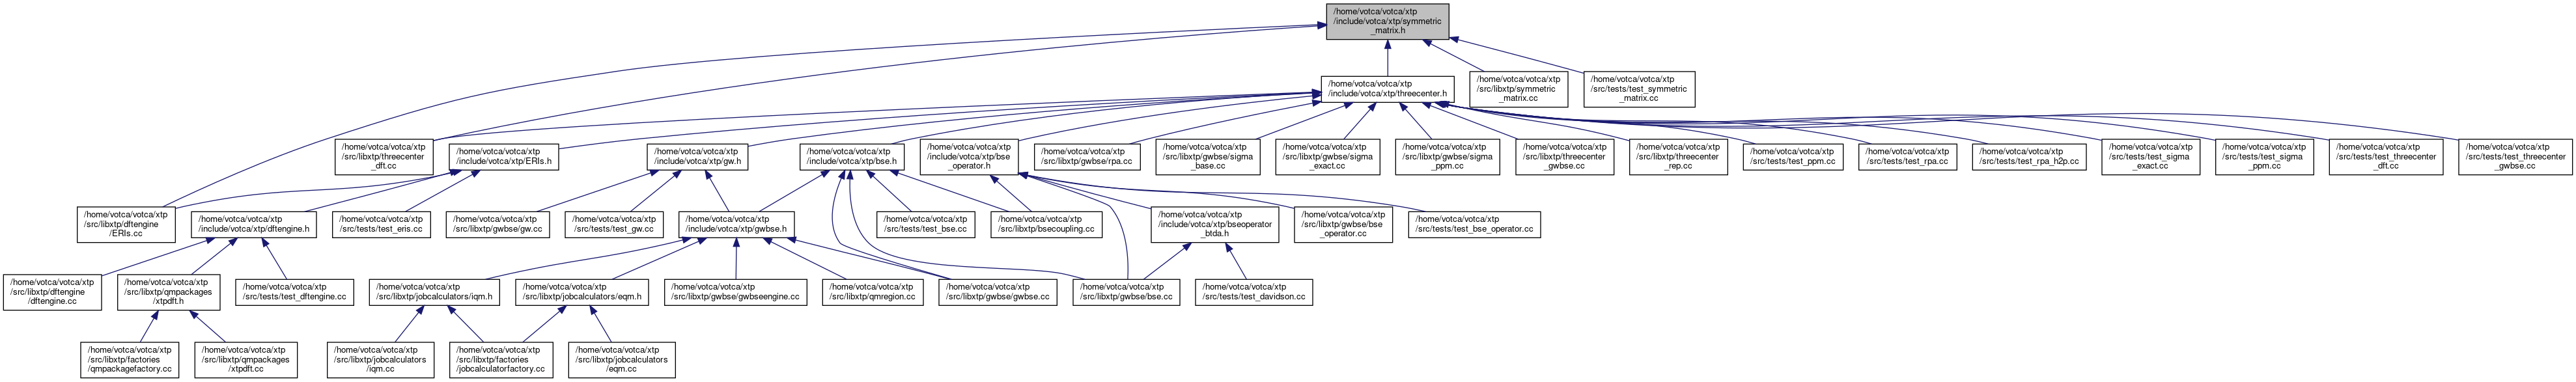 /home/votca/votca/xtp
/include/votca/xtp/symmetric
_matrix.h
/home/votca/votca/xtp
/include/votca/xtp/threecenter.h
/home/votca/votca/xtp
/src/libxtp/symmetric
_matrix.cc
/home/votca/votca/xtp
/src/tests/test_symmetric
_matrix.cc
/home/votca/votca/xtp
/src/libxtp/threecenter
_dft.cc
/home/votca/votca/xtp
/include/votca/xtp/ERIs.h
/home/votca/votca/xtp
/include/votca/xtp/gw.h
/home/votca/votca/xtp
/include/votca/xtp/bse.h
/home/votca/votca/xtp
/include/votca/xtp/bse
_operator.h
/home/votca/votca/xtp
/src/libxtp/gwbse/rpa.cc
/home/votca/votca/xtp
/src/libxtp/gwbse/sigma
_base.cc
/home/votca/votca/xtp
/src/libxtp/gwbse/sigma
_exact.cc
/home/votca/votca/xtp
/src/libxtp/gwbse/sigma
_ppm.cc
/home/votca/votca/xtp
/src/libxtp/threecenter
_gwbse.cc
/home/votca/votca/xtp
/src/libxtp/threecenter
_rep.cc
/home/votca/votca/xtp
/src/tests/test_ppm.cc
/home/votca/votca/xtp
/src/tests/test_rpa.cc
/home/votca/votca/xtp
/src/tests/test_rpa_h2p.cc
/home/votca/votca/xtp
/src/tests/test_sigma
_exact.cc
/home/votca/votca/xtp
/src/tests/test_sigma
_ppm.cc
/home/votca/votca/xtp
/src/tests/test_threecenter
_dft.cc
/home/votca/votca/xtp
/src/tests/test_threecenter
_gwbse.cc
/home/votca/votca/xtp
/src/libxtp/dftengine
/ERIs.cc
/home/votca/votca/xtp
/include/votca/xtp/dftengine.h
/home/votca/votca/xtp
/src/tests/test_eris.cc
/home/votca/votca/xtp
/src/libxtp/gwbse/gw.cc
/home/votca/votca/xtp
/src/tests/test_gw.cc
/home/votca/votca/xtp
/include/votca/xtp/gwbse.h
/home/votca/votca/xtp
/src/tests/test_bse.cc
/home/votca/votca/xtp
/src/libxtp/bsecoupling.cc
/home/votca/votca/xtp
/include/votca/xtp/bseoperator
_btda.h
/home/votca/votca/xtp
/src/libxtp/gwbse/bse
_operator.cc
/home/votca/votca/xtp
/src/tests/test_bse_operator.cc
/home/votca/votca/xtp
/src/libxtp/dftengine
/dftengine.cc
/home/votca/votca/xtp
/src/libxtp/qmpackages
/xtpdft.h
/home/votca/votca/xtp
/src/tests/test_dftengine.cc
/home/votca/votca/xtp
/src/libxtp/jobcalculators/iqm.h
/home/votca/votca/xtp
/src/libxtp/jobcalculators/eqm.h
/home/votca/votca/xtp
/src/libxtp/gwbse/gwbseengine.cc
/home/votca/votca/xtp
/src/libxtp/qmregion.cc
/home/votca/votca/xtp
/src/libxtp/gwbse/gwbse.cc
/home/votca/votca/xtp
/src/libxtp/gwbse/bse.cc
/home/votca/votca/xtp
/src/tests/test_davidson.cc
/home/votca/votca/xtp
/src/libxtp/factories
/qmpackagefactory.cc
/home/votca/votca/xtp
/src/libxtp/qmpackages
/xtpdft.cc
/home/votca/votca/xtp
/src/libxtp/jobcalculators
/iqm.cc
/home/votca/votca/xtp
/src/libxtp/factories
/jobcalculatorfactory.cc
/home/votca/votca/xtp
/src/libxtp/jobcalculators
/eqm.cc